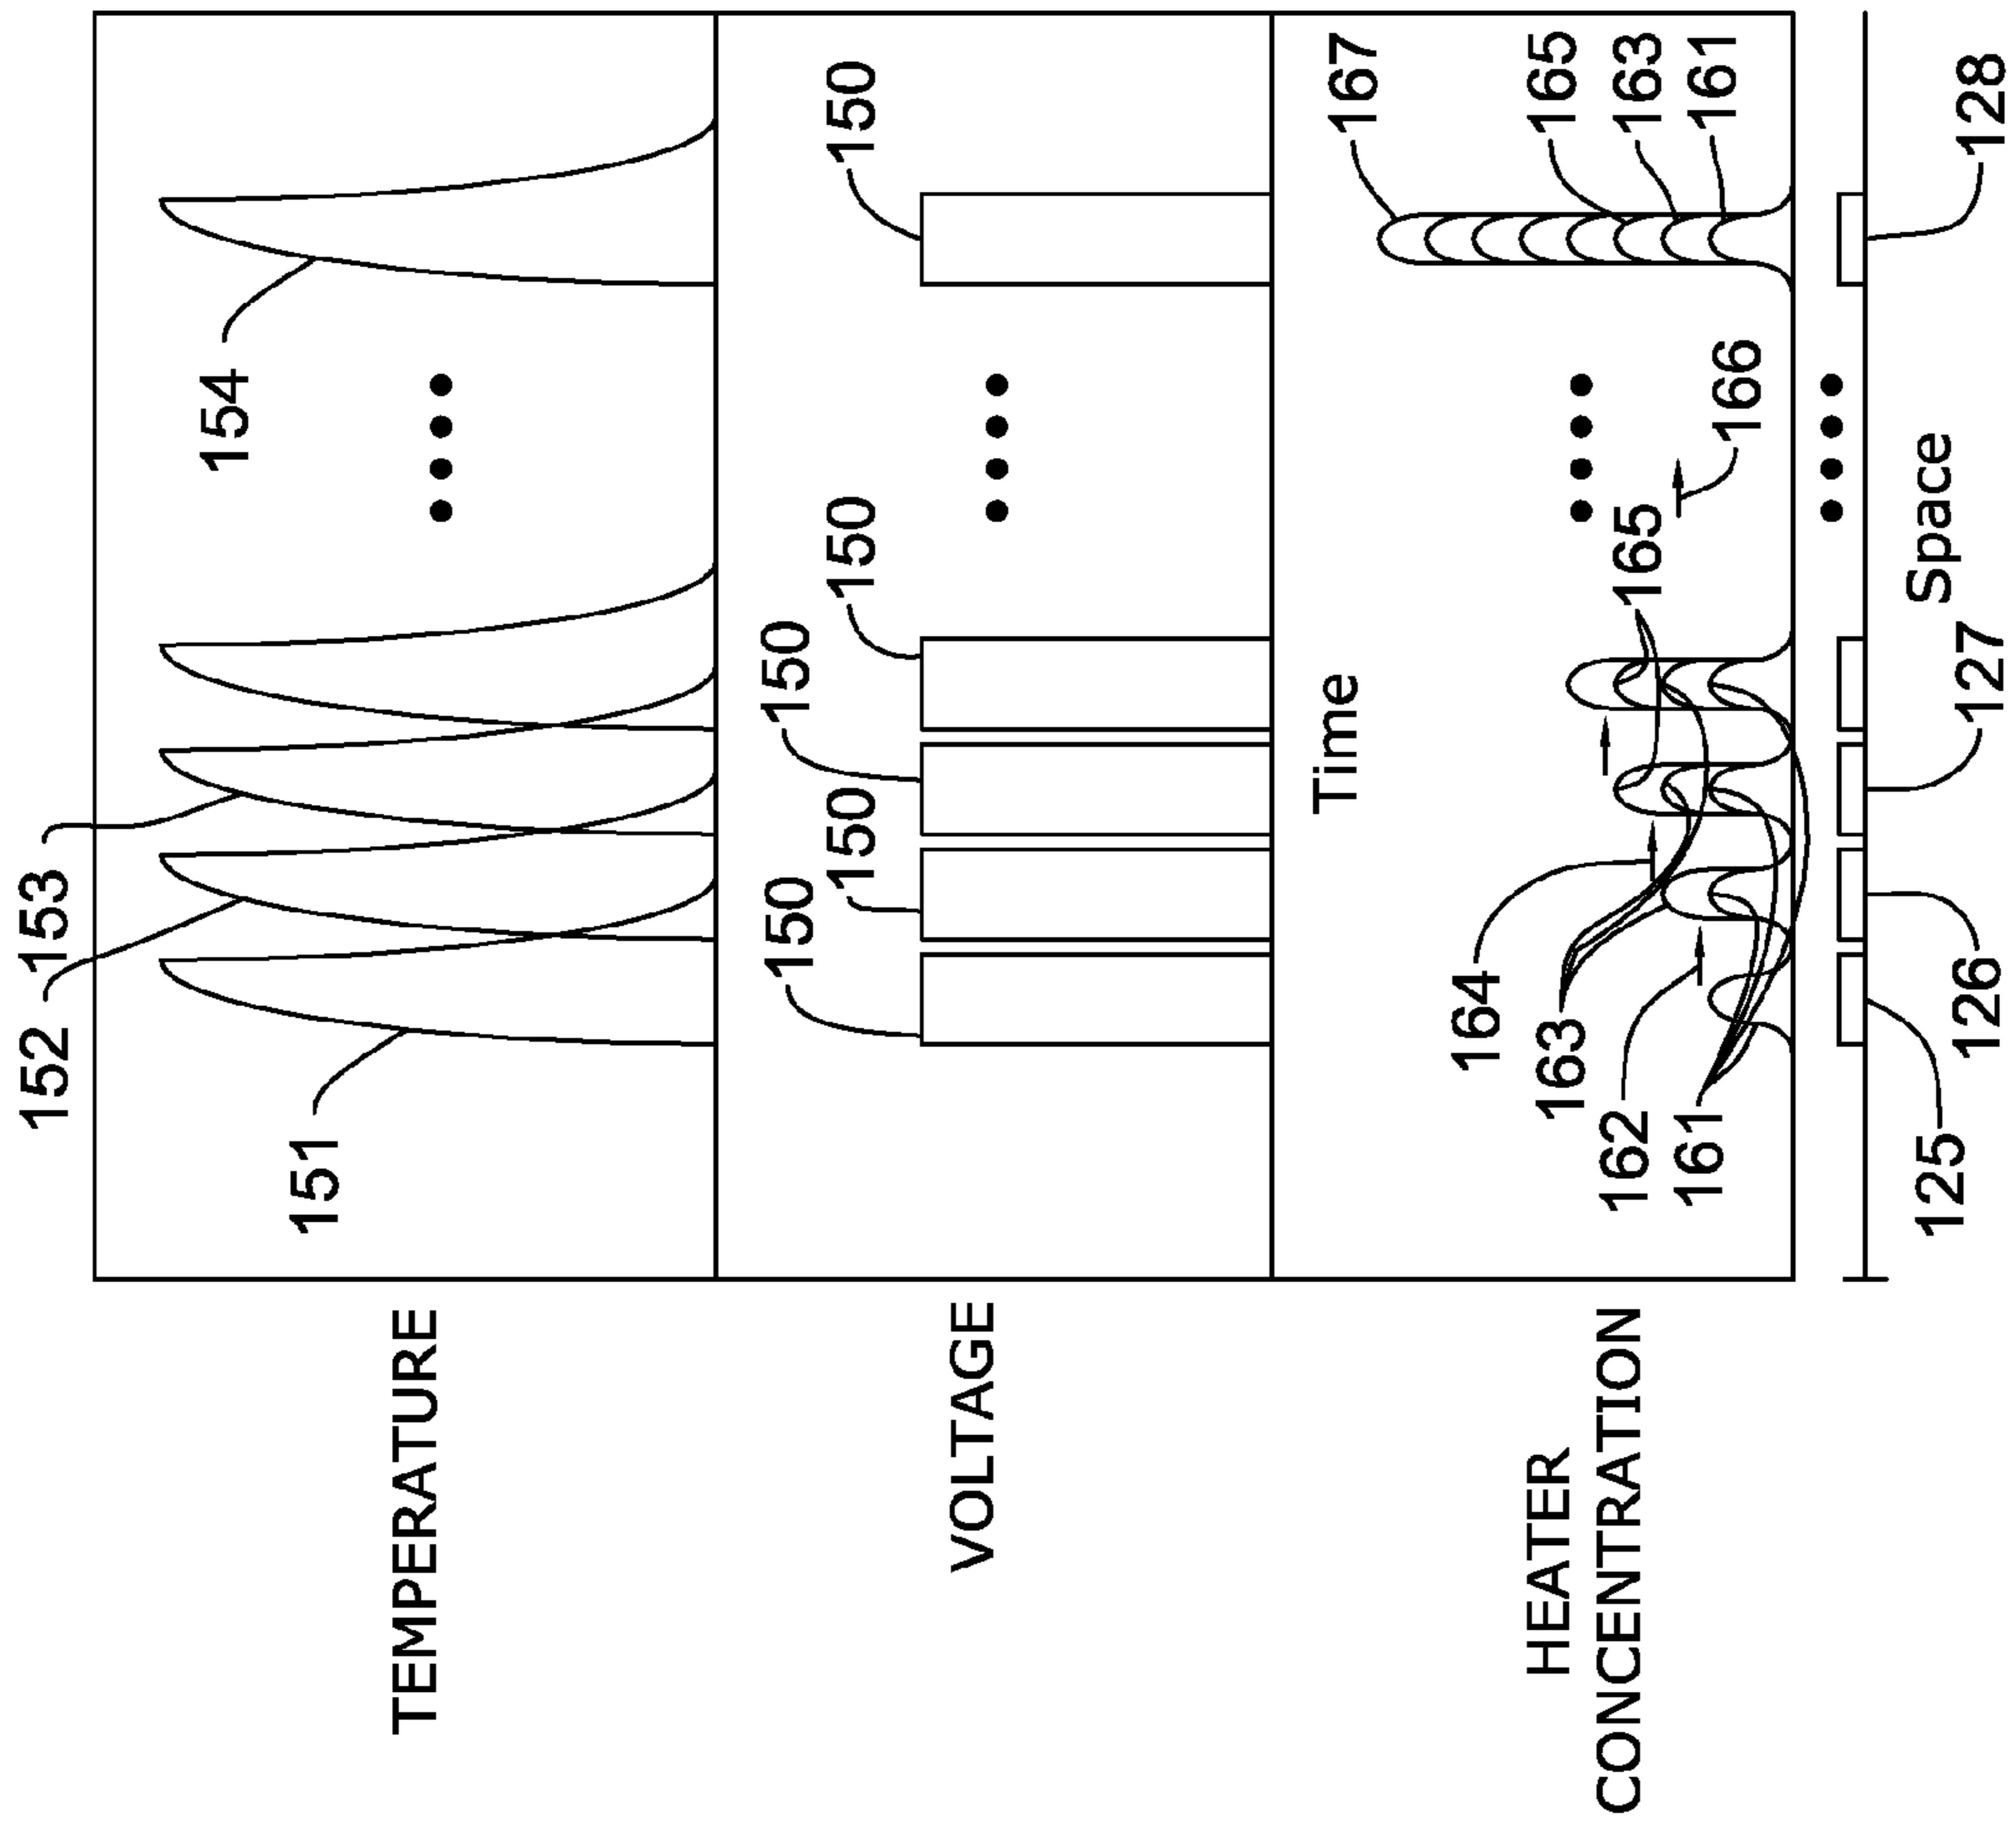 152 153
154
151
TEMPERATURE
150 150
150 150 150
VOLTAGE
Time 167
164
HEATER 163 165
CONCENTRATION 162 165 163
161 161
166
125 Space
126 127 128